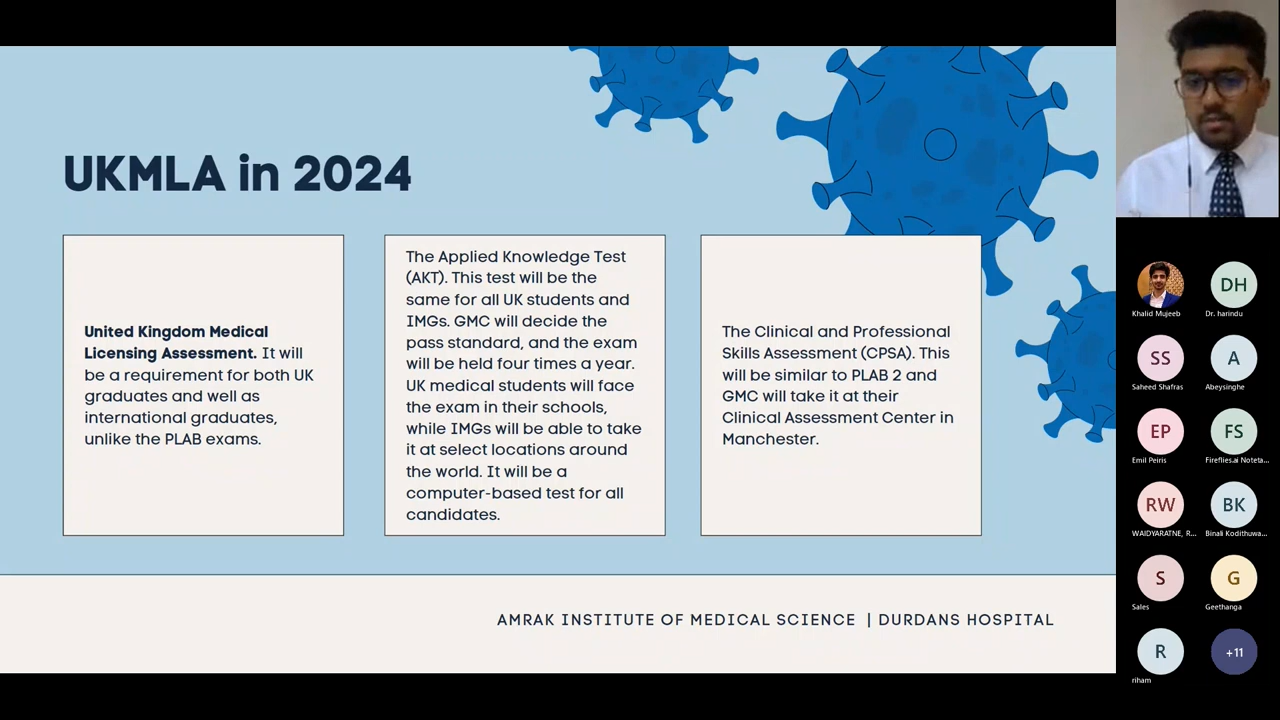 UKMLA in 2024
United Kingdom Medical
Licensing Assessment. It will
be a requirement for both UK
graduates and well as
international graduates,
unlike the PLAB exams.
The Applied Knowledge Test
(AKT). This test will be the
same for all UK students and
IMGs. GMC will decide the
pass standard, and the exam
will be held four times a year.
UK medical students will face
the exam in their schools,
while IMGs will be able to take
it at select locations around
the world. It will be a
computer-based test for all
candidates.
The Clinical and Professional
Skills Assessment (CPSA). This
will be similar to PLAB 2 and
GMC will take it at their
Clinical Assessment Center in
Manchester.
AMRAK INSTITUTE OF MEDICAL SCIENCE | DURDANS HOSPITAL
DH
Khalid Mujeeb
Dr. harindu
SS
A
Saheed Shafras
Abeysinghe
EP
FS
Emil Peiris
Fireflies.ai Noteta...
RW
BK
WAIDYARATNE, R...
Binali Kodithuwa...
S
G
Sales
Geethanga
R
+11
riham